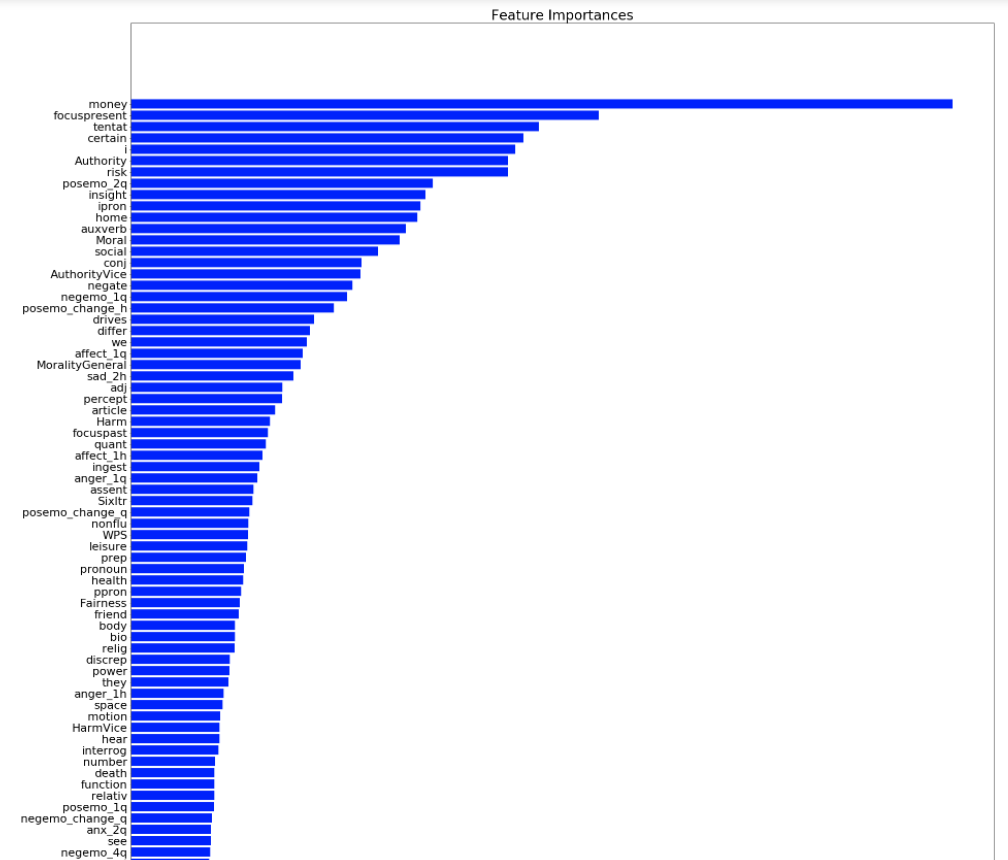 Feature Importances
money
focuspresent
tentat
certain
i
Authority
risk
posemo_2q
insight
ipron
home
auxverb
Moral
social
conj
AuthorityVice
negate
negemo_1q
posemo_change_h
drives
differ
we
affect_1q
MoralityGeneral
sad_2h
adj
percept
article
Harm
focuspast
quant
affect_1h
ingest
anger_1q
assent
Sixltr
posemo_change_q
nonflu
WPS
leisure
prep
pronoun
health
ppron
Fairness
friend
body
bio
relig
discrep
power
they
anger_1h
space
motion
HarmVice
hear
interrog
number
death
function
relativ
posemo_1q
negemo_change_q
anx_2q
see
negemo_4q